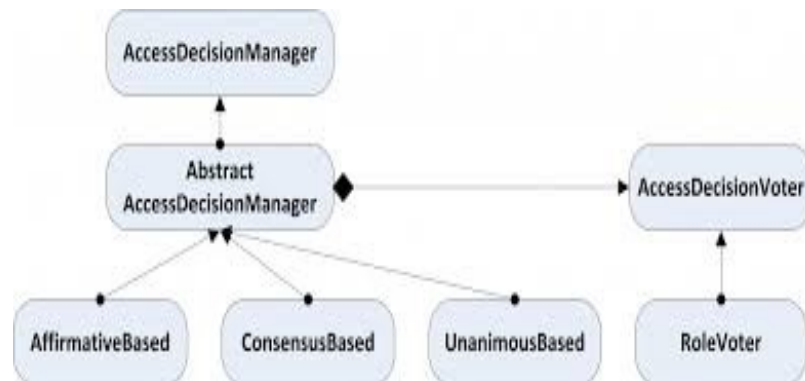 AccessDecisionManager
Abstract
AccessDecisionManager
AccessDecisionVoter
AffirmativeBased
ConsensusBased
UnanimousBased
RoleVoter